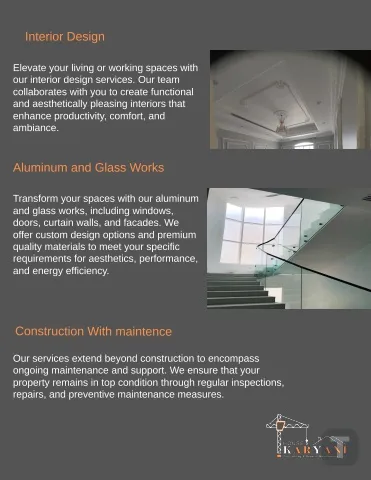 Interior Design
Elevate your living or working spaces with
our interior design services. Our team
collaborates with you to create functional
and aesthetically pleasing interiors that
enhance productivity, comfort, and
ambiance.
Aluminum and Glass Works
Transform your spaces with our aluminum
and glass works, including windows,
doors, curtain walls, and facades. We
offer custom design options and premium
quality materials to meet your specific
requirements for aesthetics, performance,
and energy efficiency.
Construction With maintence
Our services extend beyond construction to encompass
ongoing maintenance and support. We ensure that your
property remains in top condition through regular inspections,
repairs, and preventive maintenance measures.
KARYANI